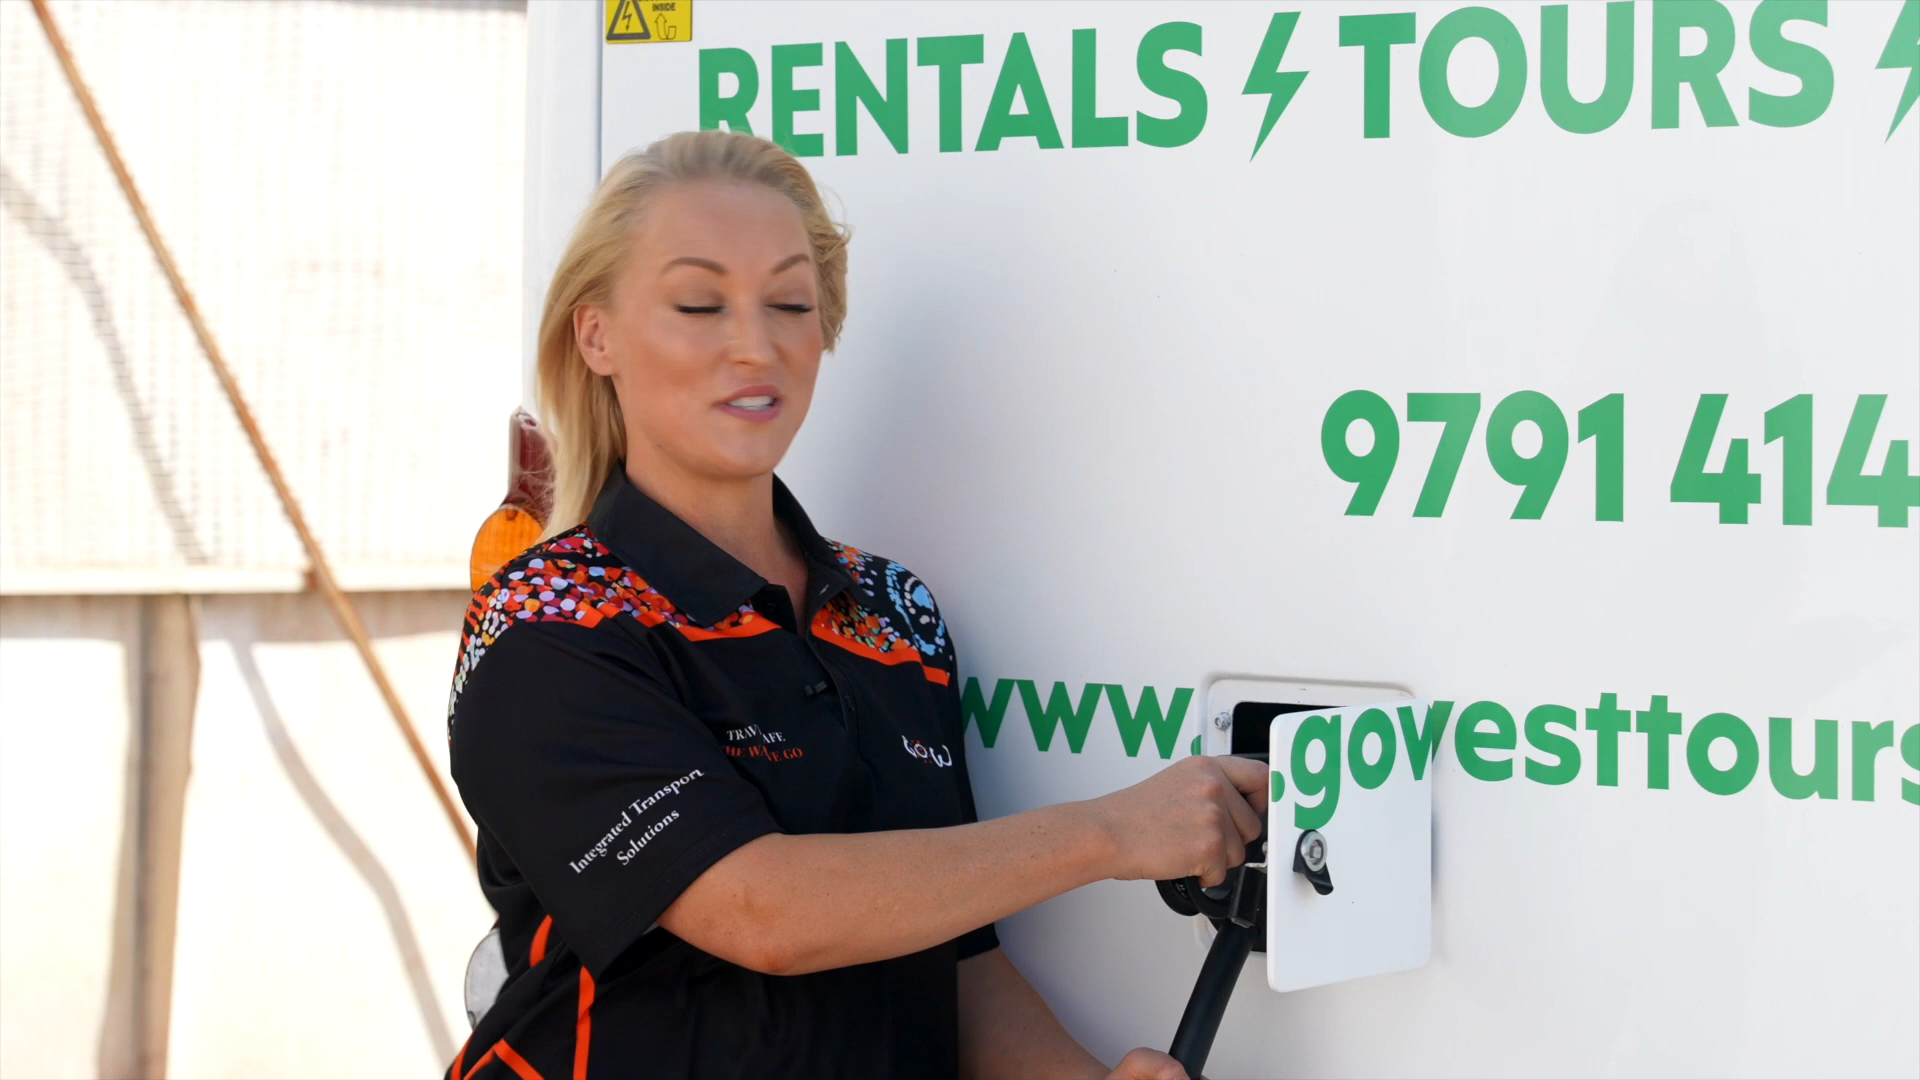 INSIDE
RENTALS TOURS
9791 414
www.govesttours
Integrated Transport
Solutions